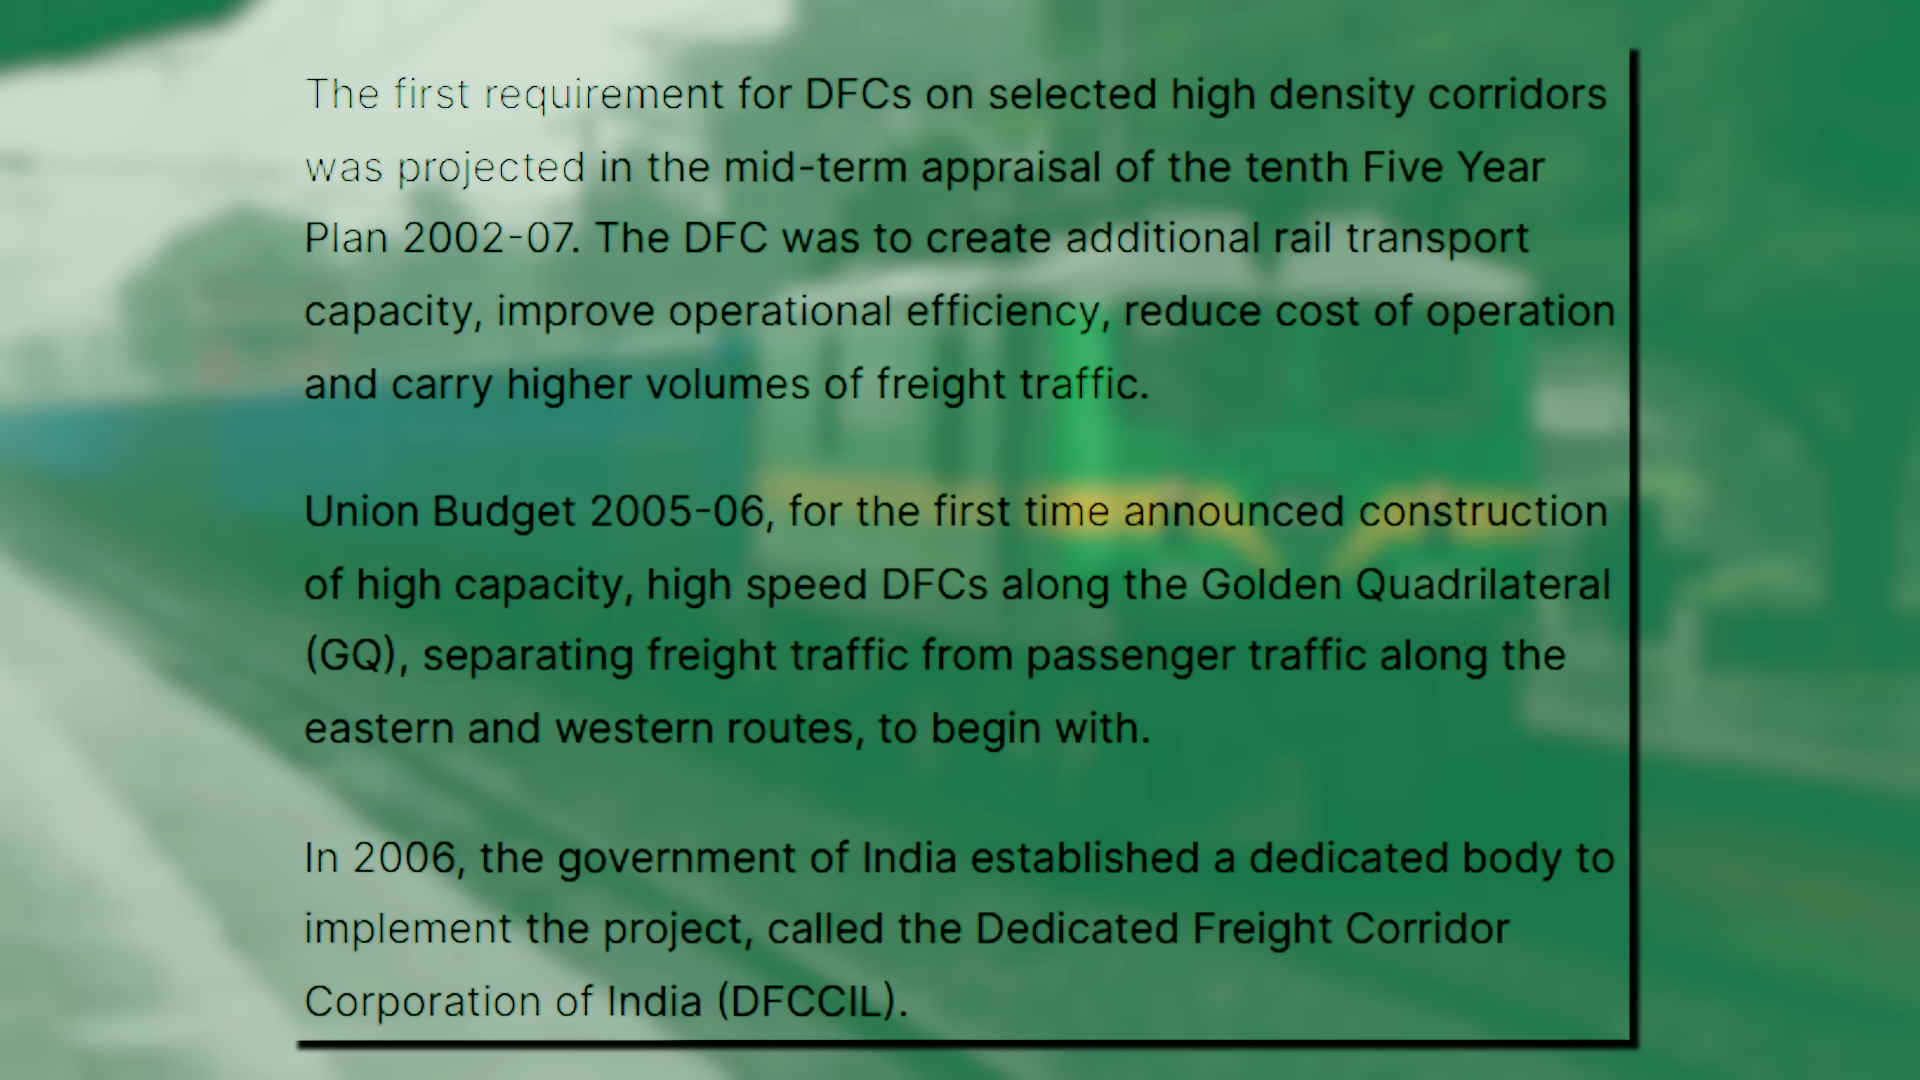 The first requirement for DFCs on selected high density corridors
was projected in the mid-term appraisal of the tenth Five Year
Plan 2002-07. The DFC was to create additional rail transport
capacity, improve operational efficiency, reduce cost of operation
and carry higher volumes of freight traffic.
Union Budget 2005-06, for the first time announced construction
of high capacity, high speed DFCs along the Golden Quadrilateral
(GQ), separating freight traffic from passenger traffic along the
eastern and western routes, to begin with.
In 2006, the government of India established a dedicated body to
implement the project, called the Dedicated Freight Corridor
Corporation of India (DFCCIL).